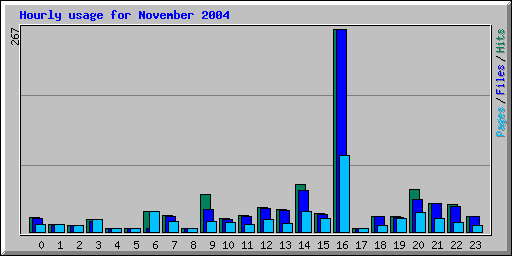 Hourly usage for November 2004
267
Pages/Files/Hits
0 1 2 3 4 5 6 7 8 9 10 11 12 13 14 15 16 17 18 19 20 21 22 23